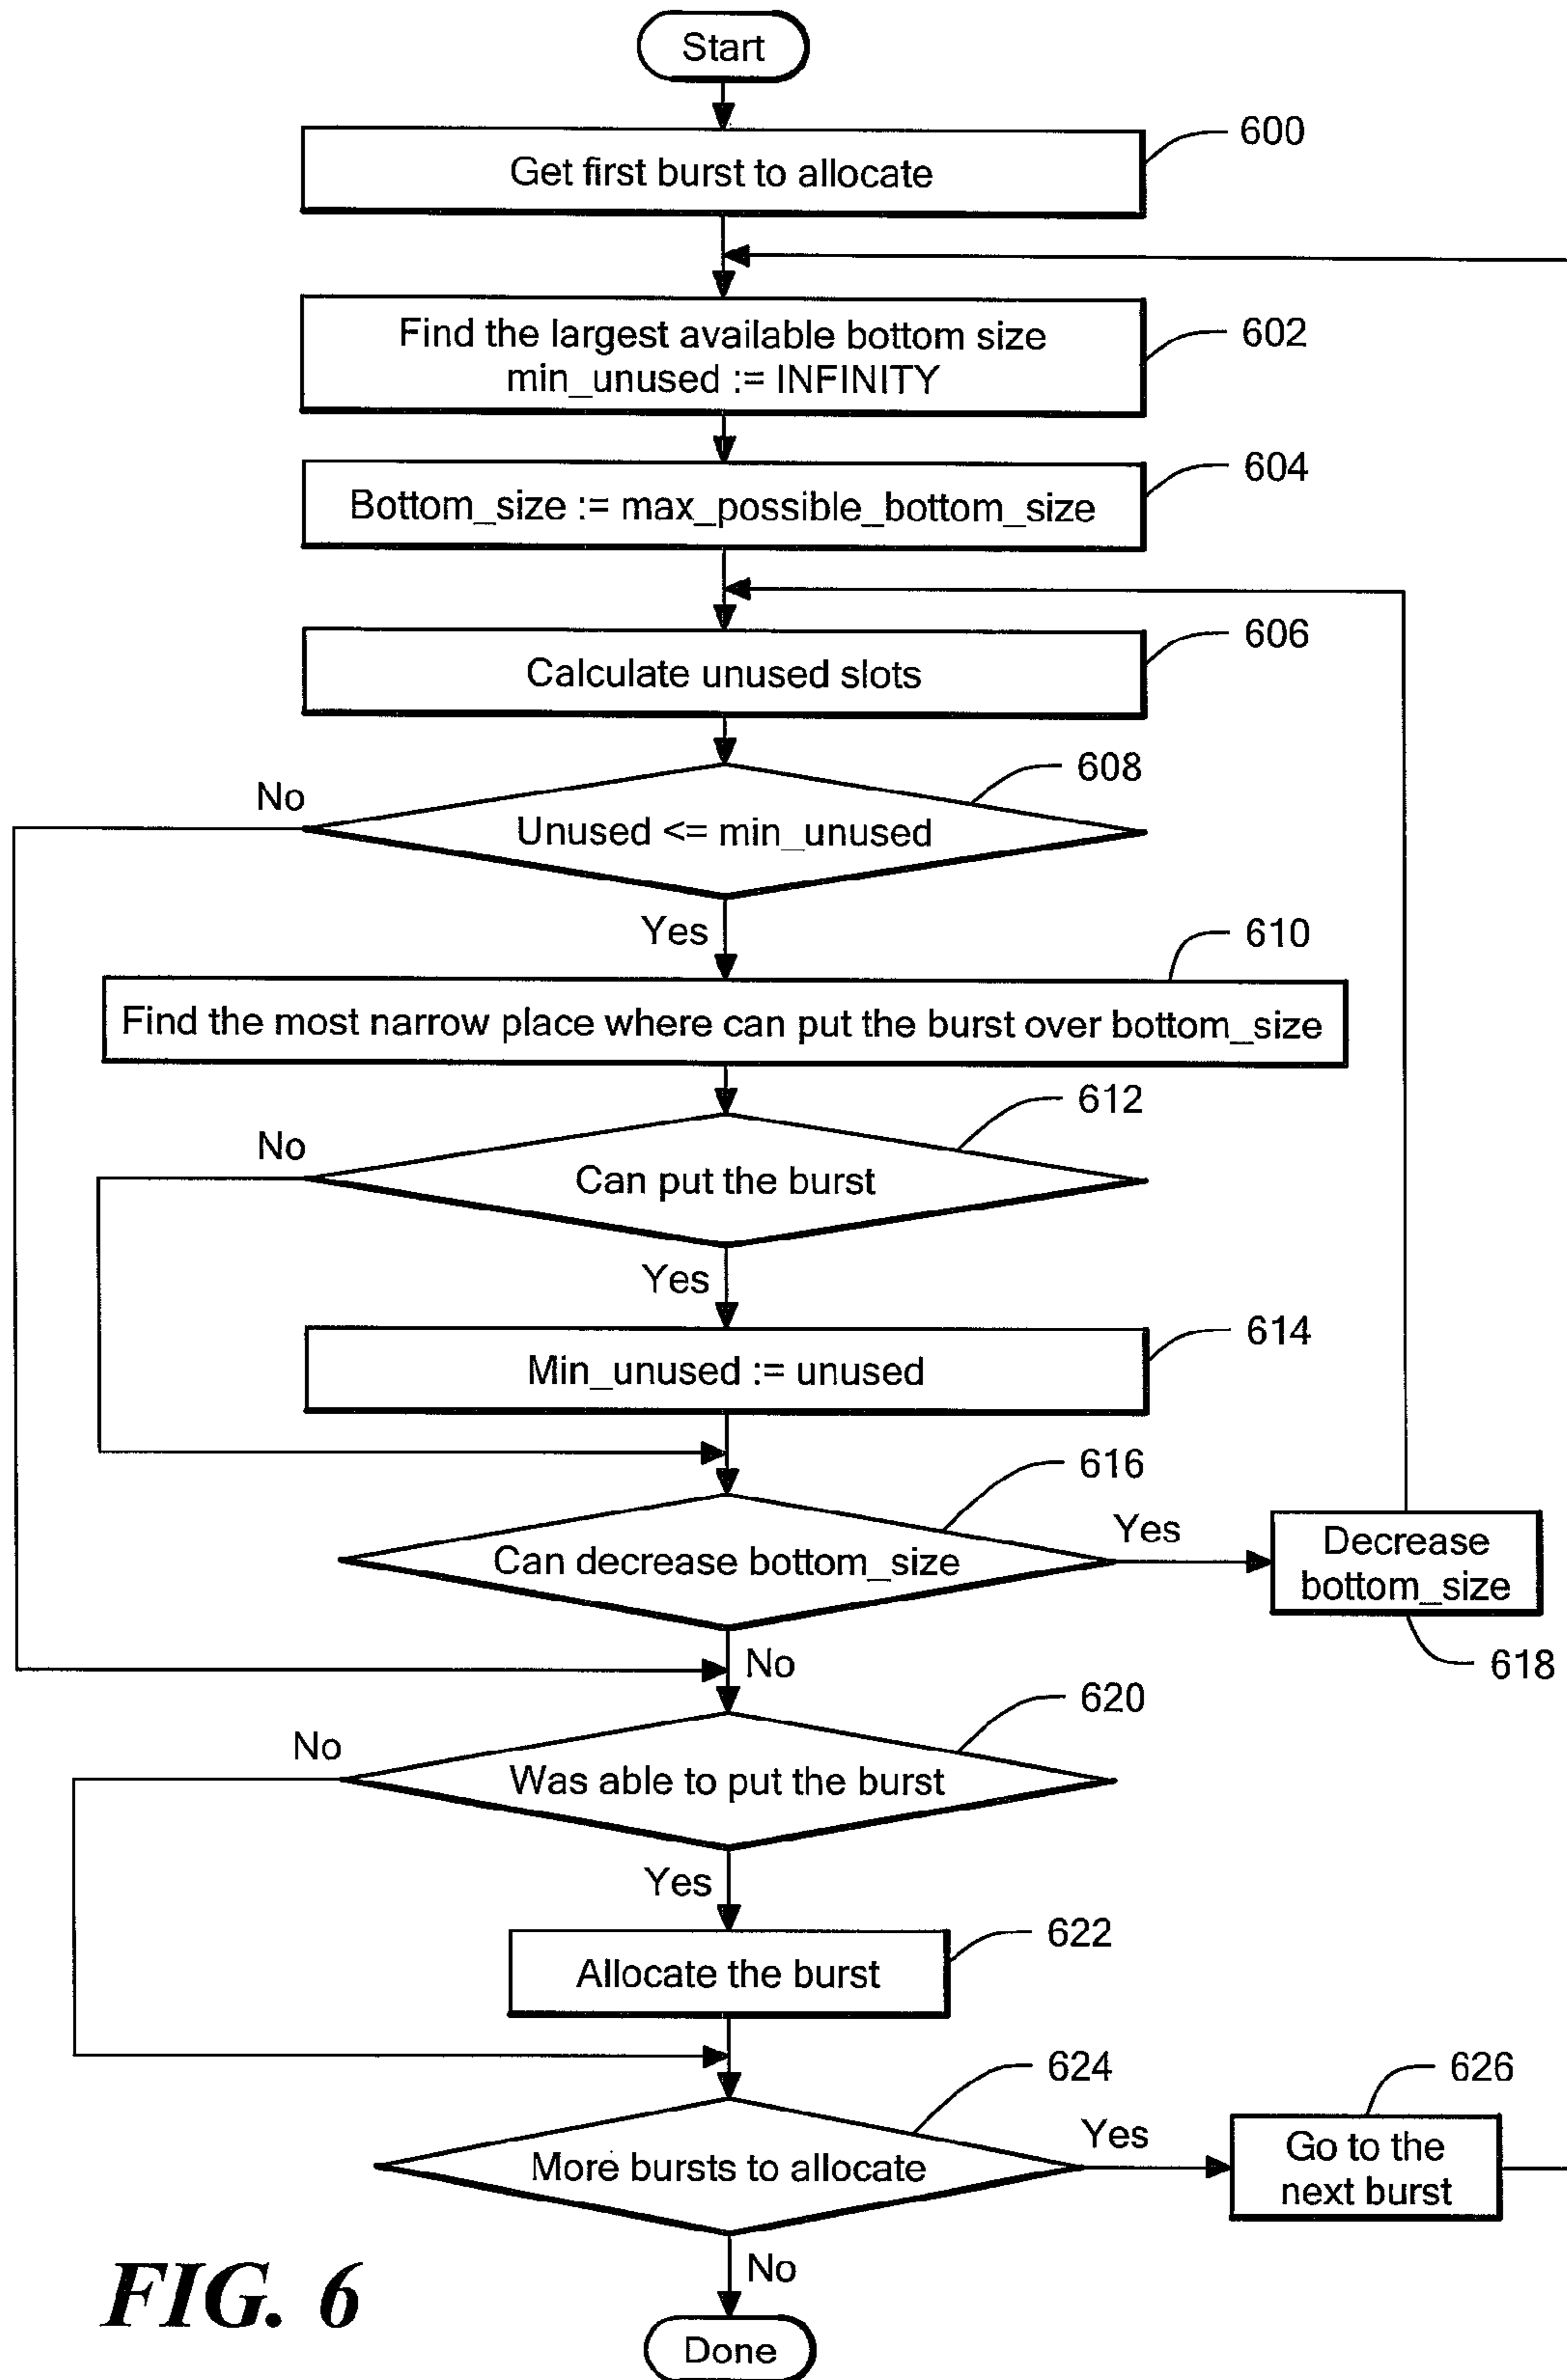 Start
600
Get first burst to allocate
602
Find the largest available bottom size
min_unused := INFINITY
604
Bottom_size := max_possible_bottom_size
606
Calculate unused slots
608
No
Unused <= min_unused
Yes
610
Find the most narrow place where can put the burst over bottom_size
612
No
Can put the burst
Yes
614
Min_unused := unused
616
Can decrease bottom_size
Yes
Decrease
bottom_size
618
No
620
No
Was able to put the burst
Yes
622
Allocate the burst
624
626
More bursts to allocate
Yes
Go to the
next burst
No
FIG. 6
Done